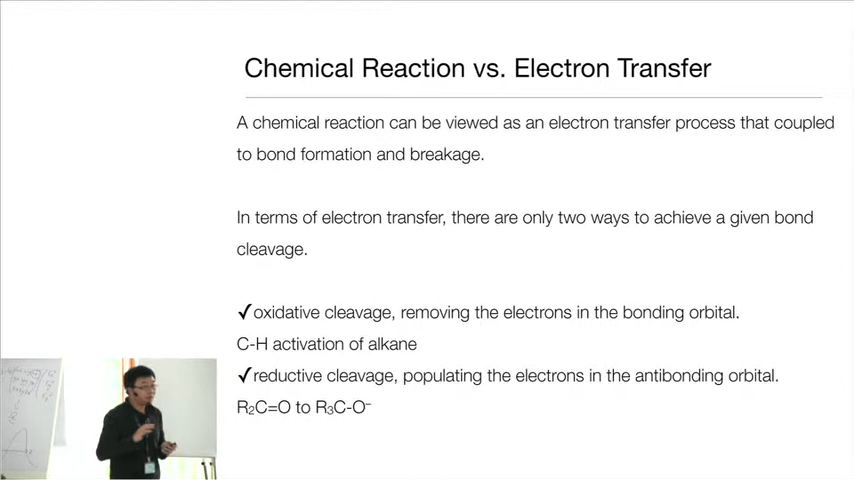 Chemical Reaction vs. Electron Transfer
A chemical reaction can be viewed as an electron transfer process that coupled
to bond formation and breakage.
In terms of electron transfer, there are only two ways to achieve a given bond
cleavage.
✓oxidative cleavage, removing the electrons in the bonding orbital.
C-H activation of alkane
✓reductive cleavage, populating the electrons in the antibonding orbital.
R₂C=O to R₃C-O⁻